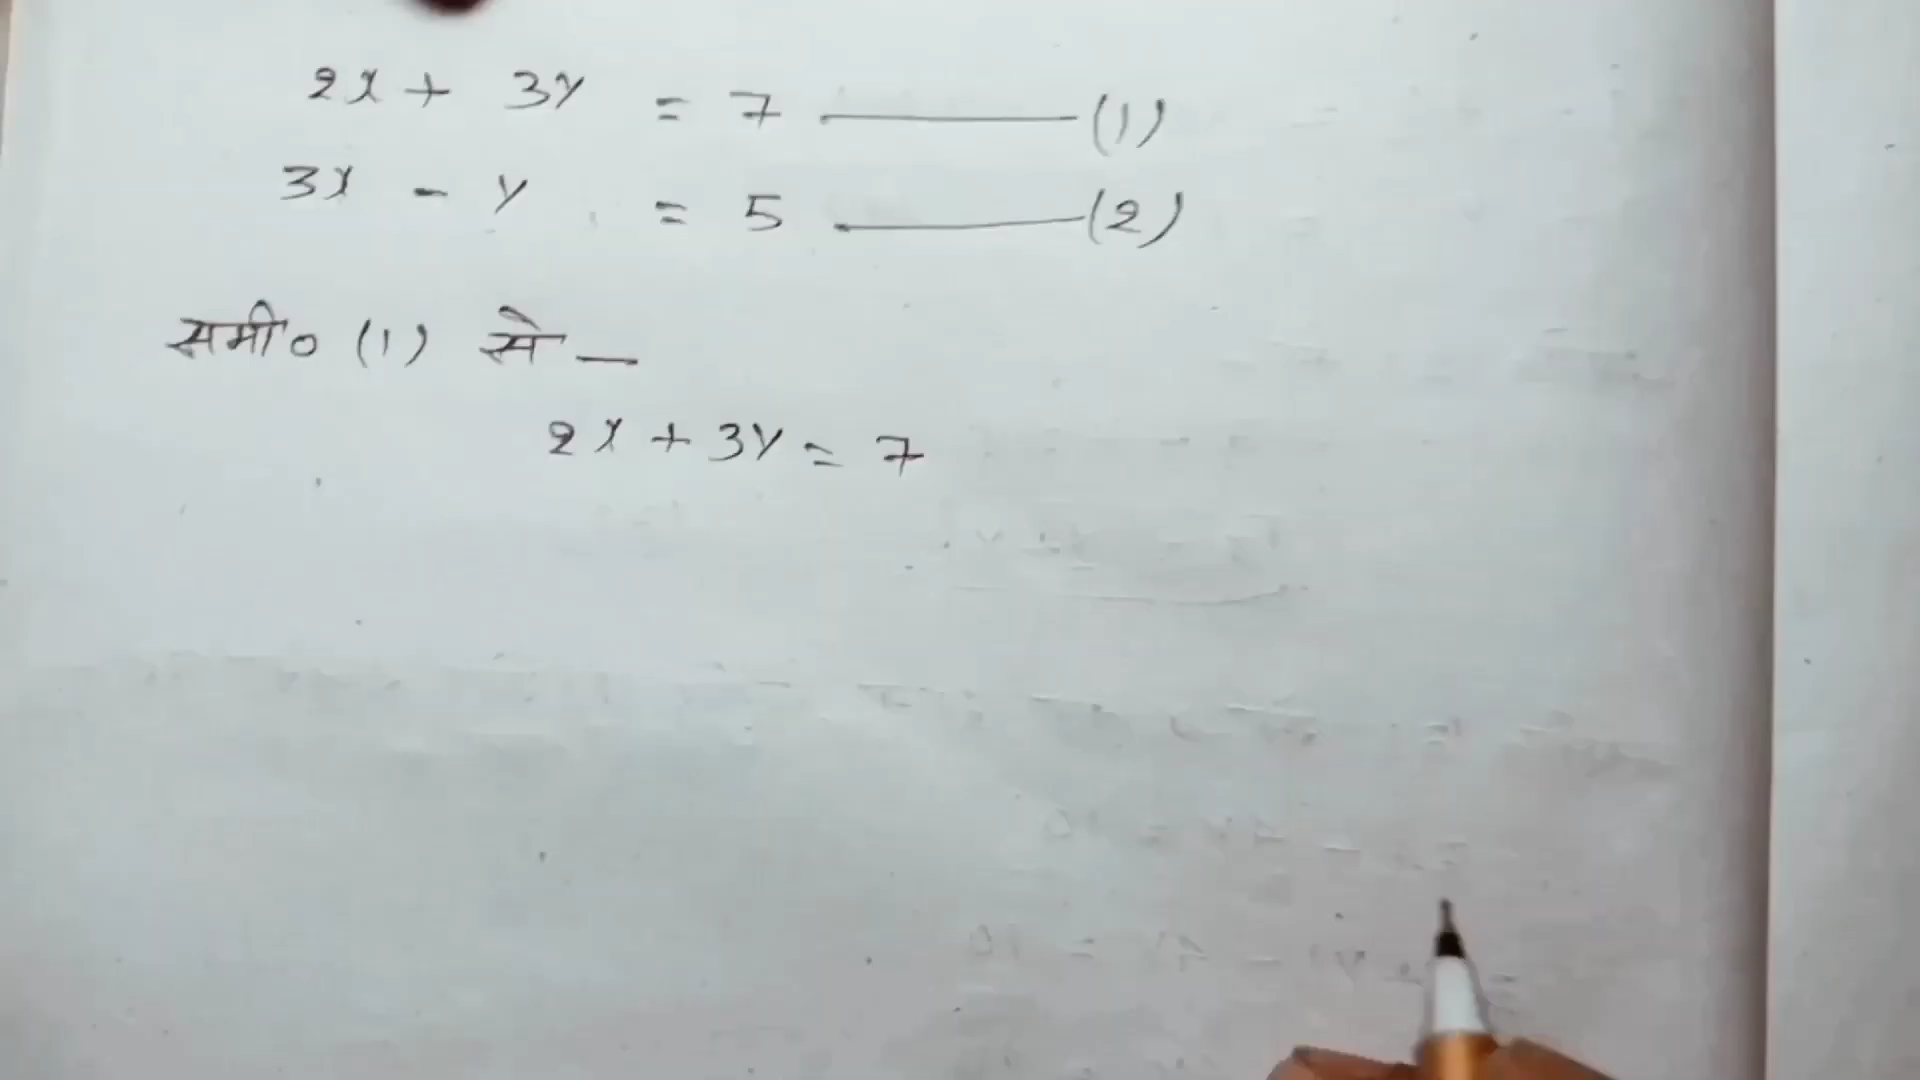 2x + 3y = 7 ——— (1)
3x - y = 5 ——— (2)
समी० (1) से —
2x + 3y = 7